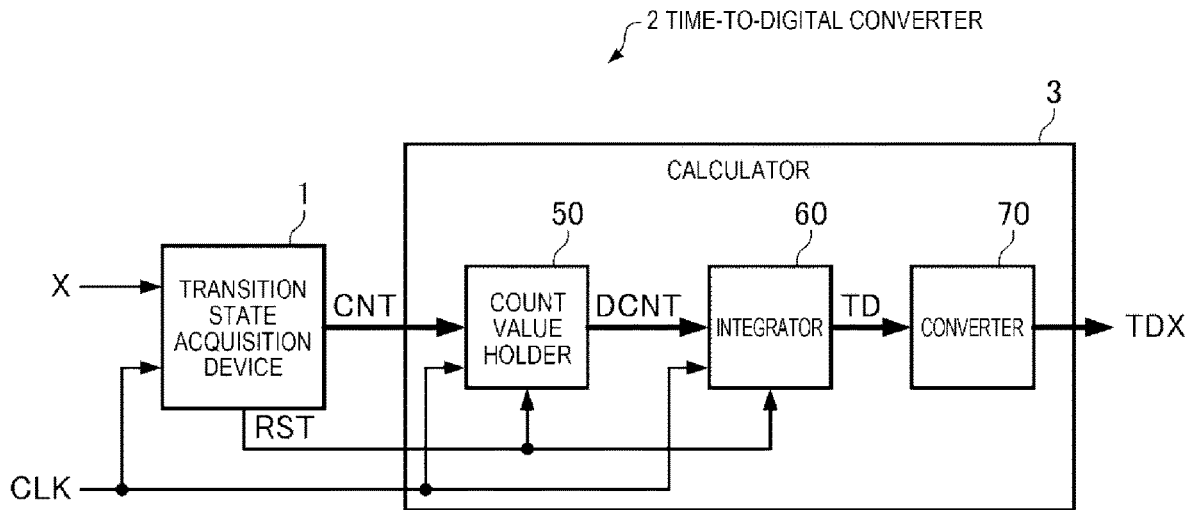 2 TIME-TO-DIGITAL CONVERTER
3
CALCULATOR
1
50
60
70
X
TRANSITION
STATE
ACQUISITION
DEVICE
CNT
COUNT
VALUE
HOLDER
DCNT
INTEGRATOR
TD
CONVERTER
TDX
RST
CLK